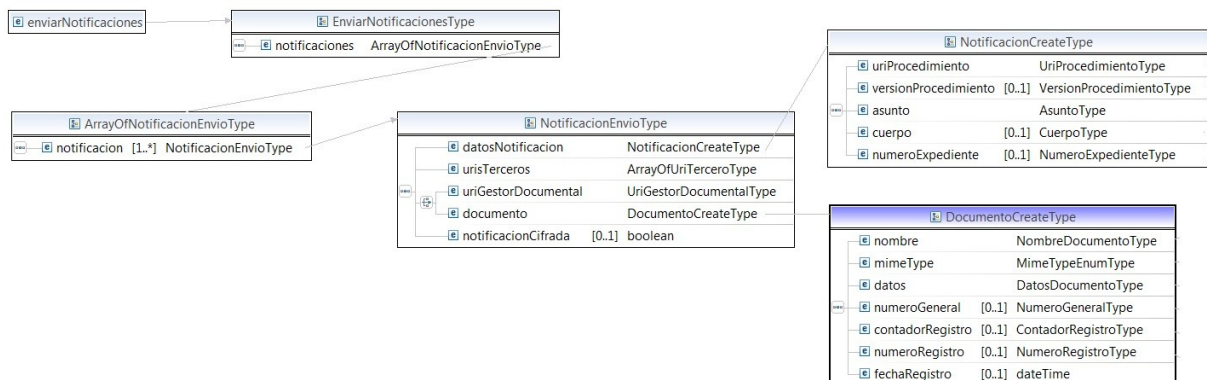 enviarNotificaciones
EnviarNotificacionesType
notificaciones ArrayOfNotificacionEnvioType
ArrayOfNotificacionEnvioType
notificacion [1..*] NotificacionEnvioType
NotificacionEnvioType
datosNotificacion NotificacionCreateType
urisTerceros ArrayOfUriTerceroType
uriGestorDocumental UriGestorDocumentalType
documento DocumentoCreateType
notificacionCifrada [0..1] boolean
NotificacionCreateType
uriProcedimiento UriProcedimientoType
versionProcedimiento [0..1] VersionProcedimientoType
asunto AsuntoType
cuerpo [0..1] CuerpoType
numeroExpediente [0..1] NumeroExpedienteType
DocumentoCreateType
nombre NombreDocumentoType
mimeType MimeTypeEnumType
datos DatosDocumentoType
numeroGeneral [0..1] NumeroGeneralType
contadorRegistro [0..1] ContadorRegistroType
numeroRegistro [0..1] NumeroRegistroType
fechaRegistro [0..1] dateTime